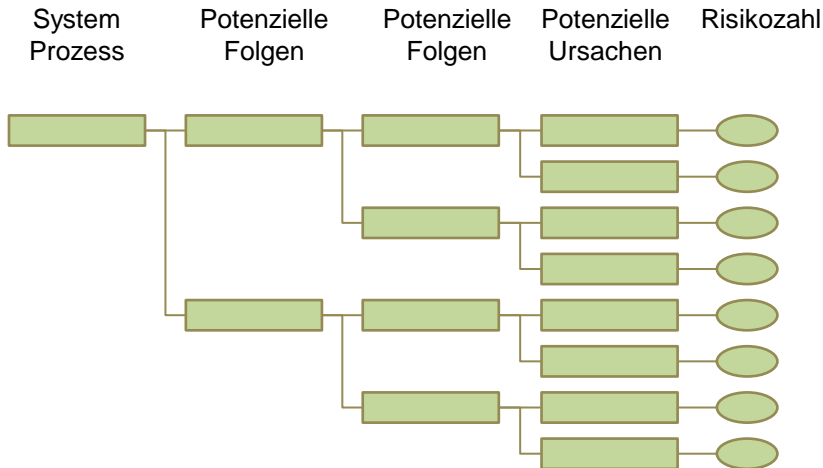 System
Prozess
Potenzielle
Folgen
Potenzielle
Folgen
Potenzielle
Ursachen
Risikozahl